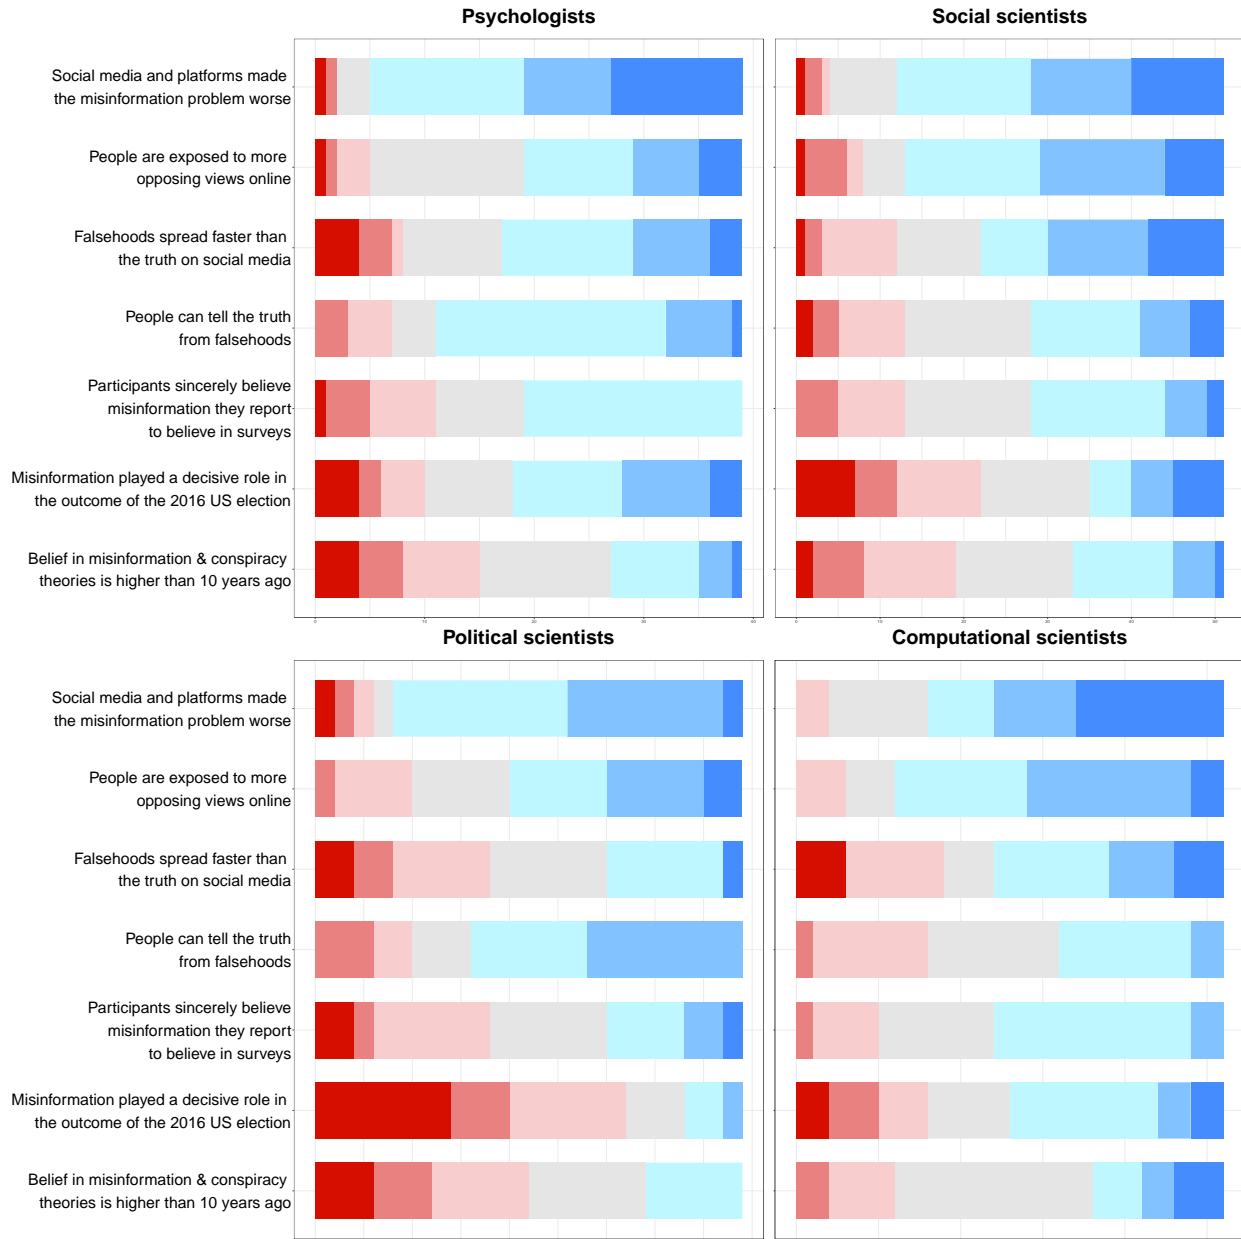 Psychologists
Social scientists
Social media and platforms made
the misinformation problem worse
People are exposed to more
opposing views online
Falsehoods spread faster than
the truth on social media
People can tell the truth
from falsehoods
Participants sincerely believe
misinformation they report
to believe in surveys
Misinformation played a decisive role in
the outcome of the 2016 US election
Belief in misinformation & conspiracy
theories is higher than 10 years ago
Political scientists
Computational scientists
Social media and platforms made
the misinformation problem worse
People are exposed to more
opposing views online
Falsehoods spread faster than
the truth on social media
People can tell the truth
from falsehoods
Participants sincerely believe
misinformation they report
to believe in surveys
Misinformation played a decisive role in
the outcome of the 2016 US election
Belief in misinformation & conspiracy
theories is higher than 10 years ago